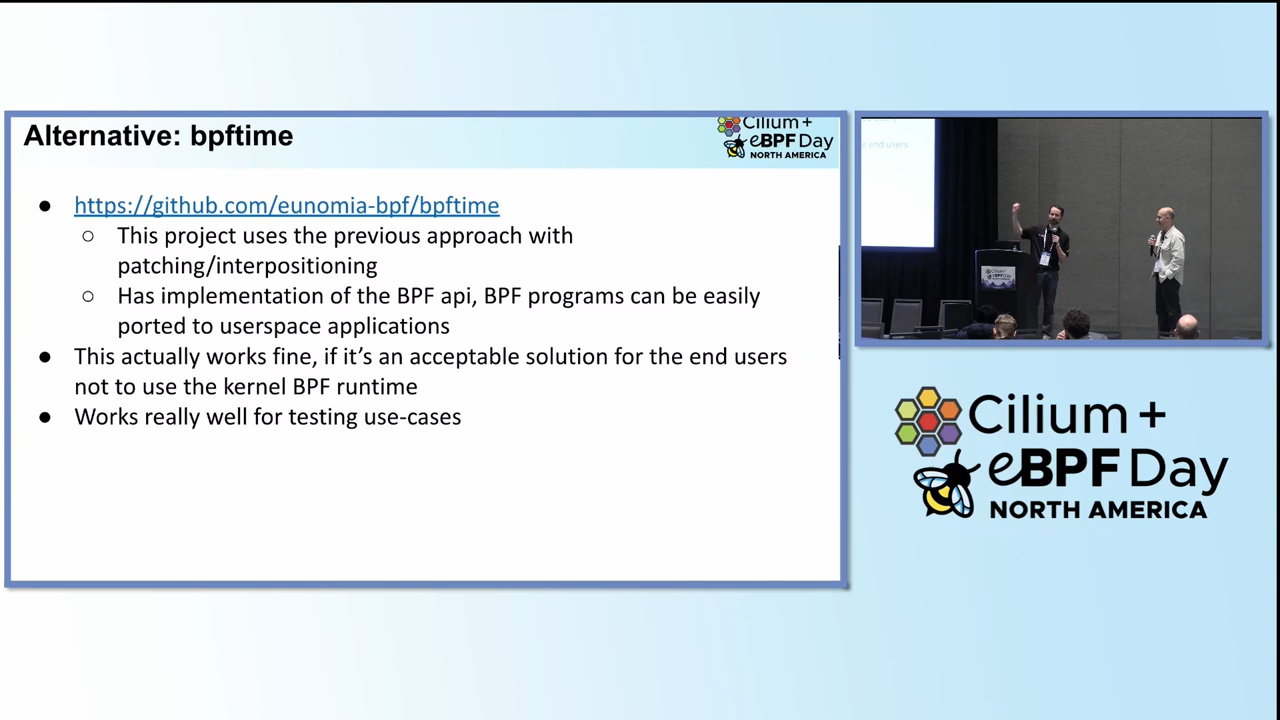 Alternative: bpftime
Cilium +
eBPF Day
NORTH AMERICA
● https://github.com/eunomia-bpf/bpftime
○ This project uses the previous approach with
patching/interpositioning
○ Has implementation of the BPF api, BPF programs can be easily
ported to userspace applications
● This actually works fine, if it's an acceptable solution for the end users
not to use the kernel BPF runtime
● Works really well for testing use-cases
e end users
Cilium +
eBPF Day
NORTH AMERICA